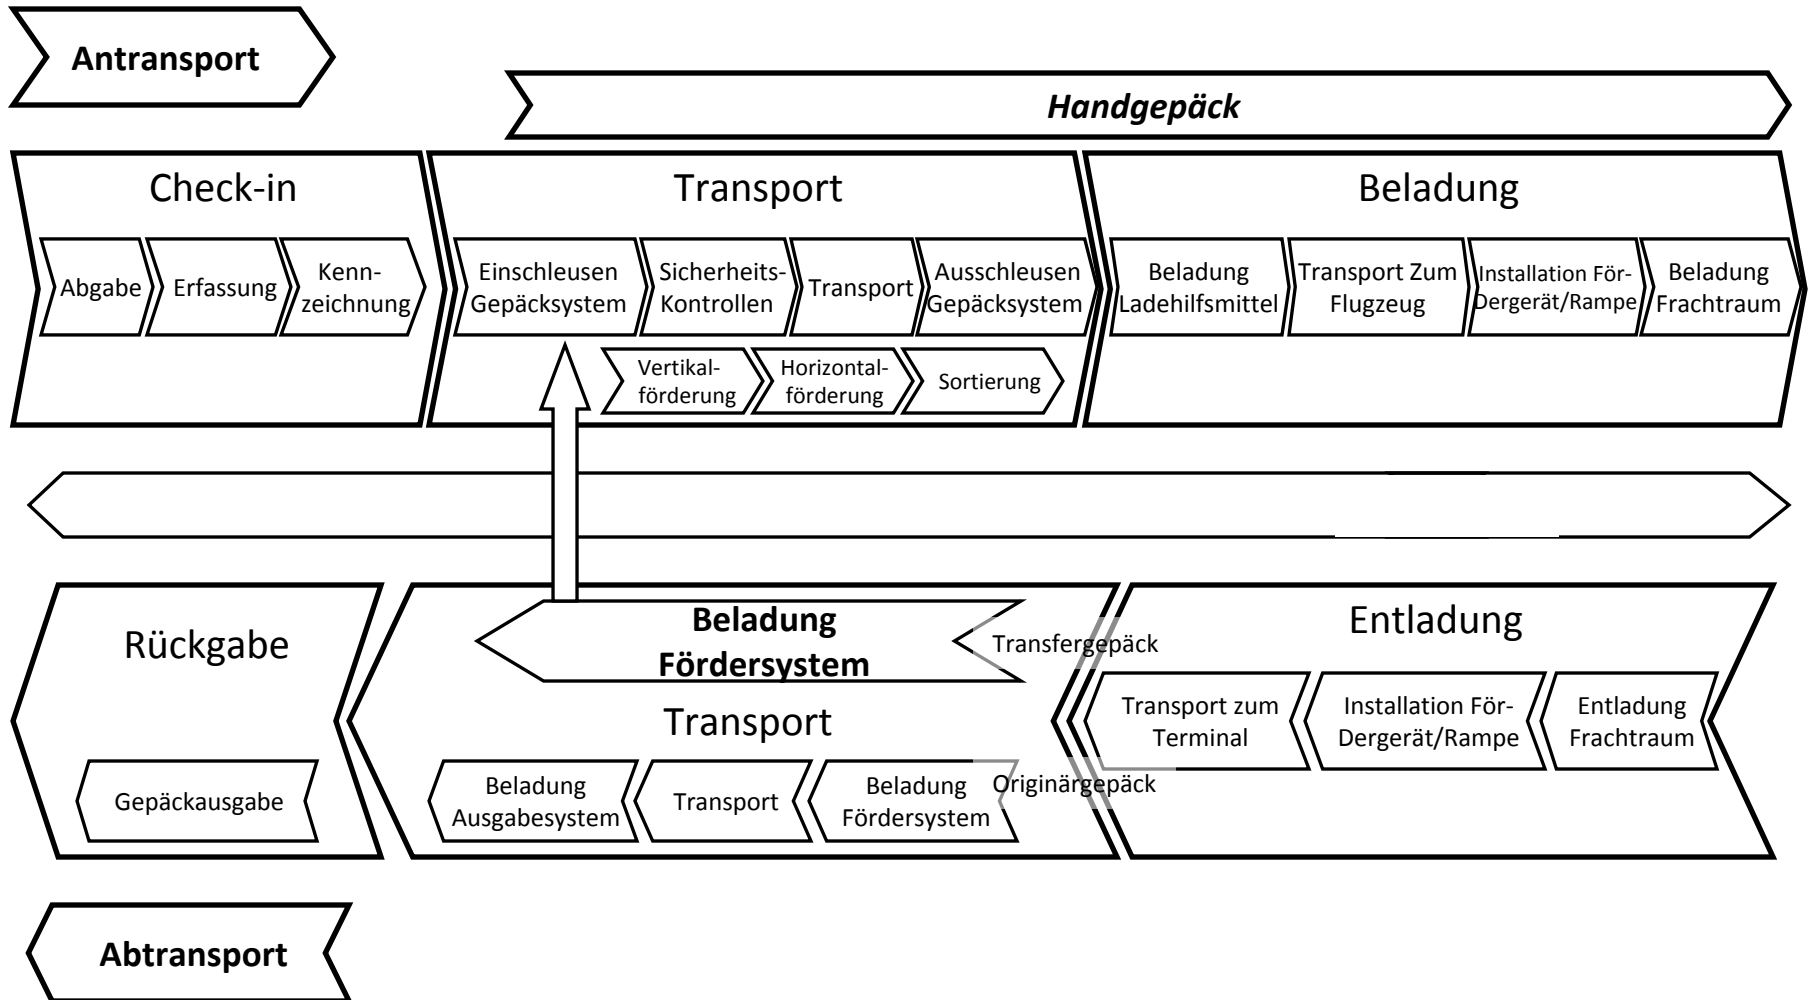 Antransport
Handgepäck
Check-in
Transport
Beladung
Abgabe
Erfassung
Kenn-
zeichnung
Einschleusen
Gepäcksystem
Sicherheits-
Kontrollen
Transport
Ausschleusen
Gepäcksystem
Beladung
Ladehilfsmittel
Transport Zum
Flugzeug
Installation För-
Dergerät/Rampe
Beladung
Frachtraum
Vertikal-
förderung
Horizontal-
förderung
Sortierung
Rückgabe
Beladung
Fördersystem
Transfergepäck
Entladung
Transport
Transport zum
Terminal
Installation För-
Dergerät/Rampe
Entladung
Frachtraum
Gepäckausgabe
Beladung
Ausgabesystem
Transport
Beladung
Fördersystem
Originärgepäck
Abtransport